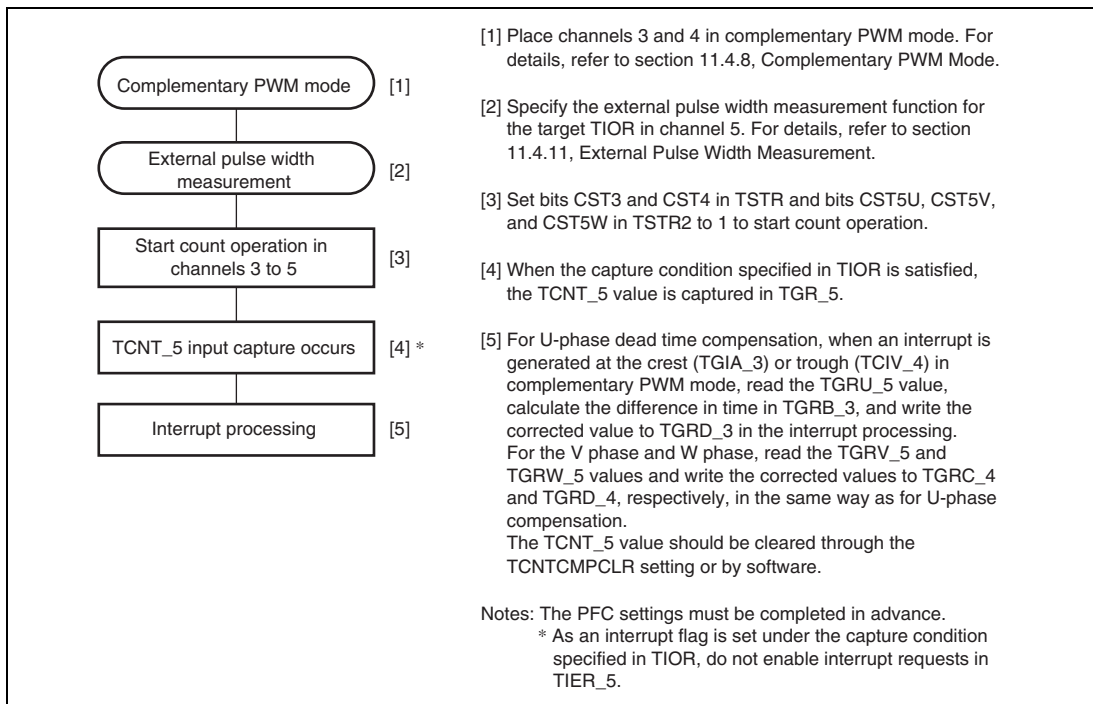 Complementary PWM mode [1]
External pulse width
measurement [2]
Start count operation in
channels 3 to 5 [3]
TCNT_5 input capture occurs [4] *
Interrupt processing [5]
[1] Place channels 3 and 4 in complementary PWM mode. For
details, refer to section 11.4.8, Complementary PWM Mode.
[2] Specify the external pulse width measurement function for
the target TIOR in channel 5. For details, refer to section
11.4.11, External Pulse Width Measurement.
[3] Set bits CST3 and CST4 in TSTR and bits CST5U, CST5V,
and CST5W in TSTR2 to 1 to start count operation.
[4] When the capture condition specified in TIOR is satisfied,
the TCNT_5 value is captured in TGR_5.
[5] For U-phase dead time compensation, when an interrupt is
generated at the crest (TGIA_3) or trough (TCIV_4) in
complementary PWM mode, read the TGRU_5 value,
calculate the difference in time in TGRB_3, and write the
corrected value to TGRD_3 in the interrupt processing.
For the V phase and W phase, read the TGRV_5 and
TGRW_5 values and write the corrected values to TGRC_4
and TGRD_4, respectively, in the same way as for U-phase
compensation.
The TCNT_5 value should be cleared through the
TCNTCMPCLR setting or by software.
Notes: The PFC settings must be completed in advance.
* As an interrupt flag is set under the capture condition
specified in TIOR, do not enable interrupt requests in
TIER_5.